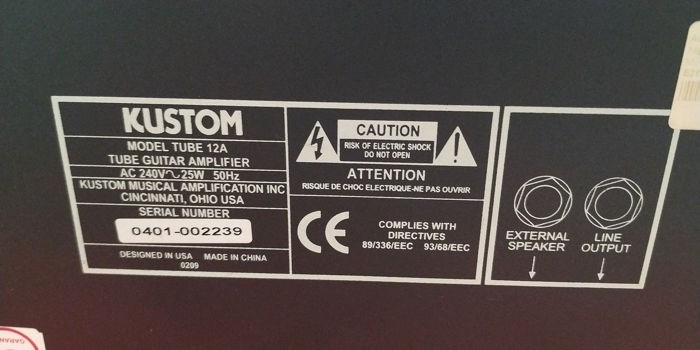 KUSTOM
MODEL TUBE 12A
TUBE GUITAR AMPLIFIER
AC 240V~25W 50Hz
KUSTOM MUSICAL AMPLIFICATION INC
CINCINNATI, OHIO USA
SERIAL NUMBER
0401-002239
DESIGNED IN USA MADE IN CHINA
0209
CAUTION
RISK OF ELECTRIC SHOCK
DO NOT OPEN
ATTENTION
RISQUE DE CHOC ELECTRIQUE-NE PAS OUVRIR
CE
COMPLIES WITH
DIRECTIVES
89/336/EEC 93/68/EEC
EXTERNAL
SPEAKER
LINE
OUTPUT